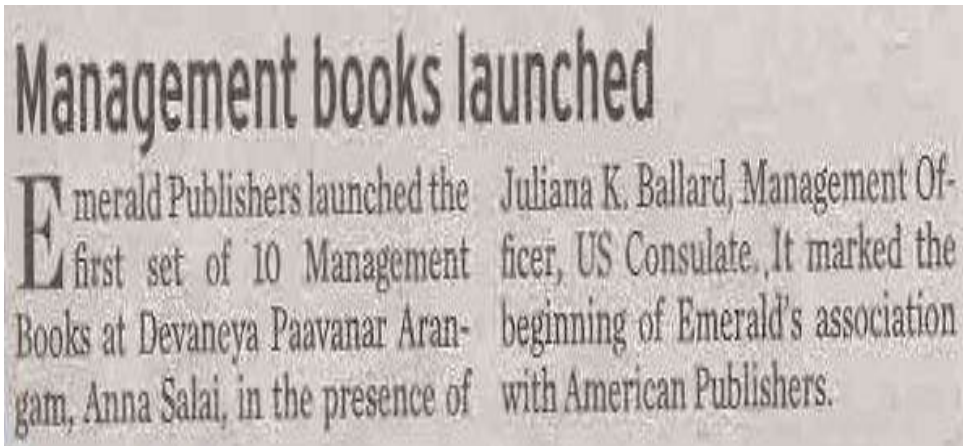 Management books launched
Emerald Publishers launched the
first set of 10 Management
Books at Devaneya Paavanar Aran-
gam, Anna Salai, in the presence of
Juliana K. Ballard, Management Of-
ficer, US Consulate. It marked the
beginning of Emerald's association
with American Publishers.